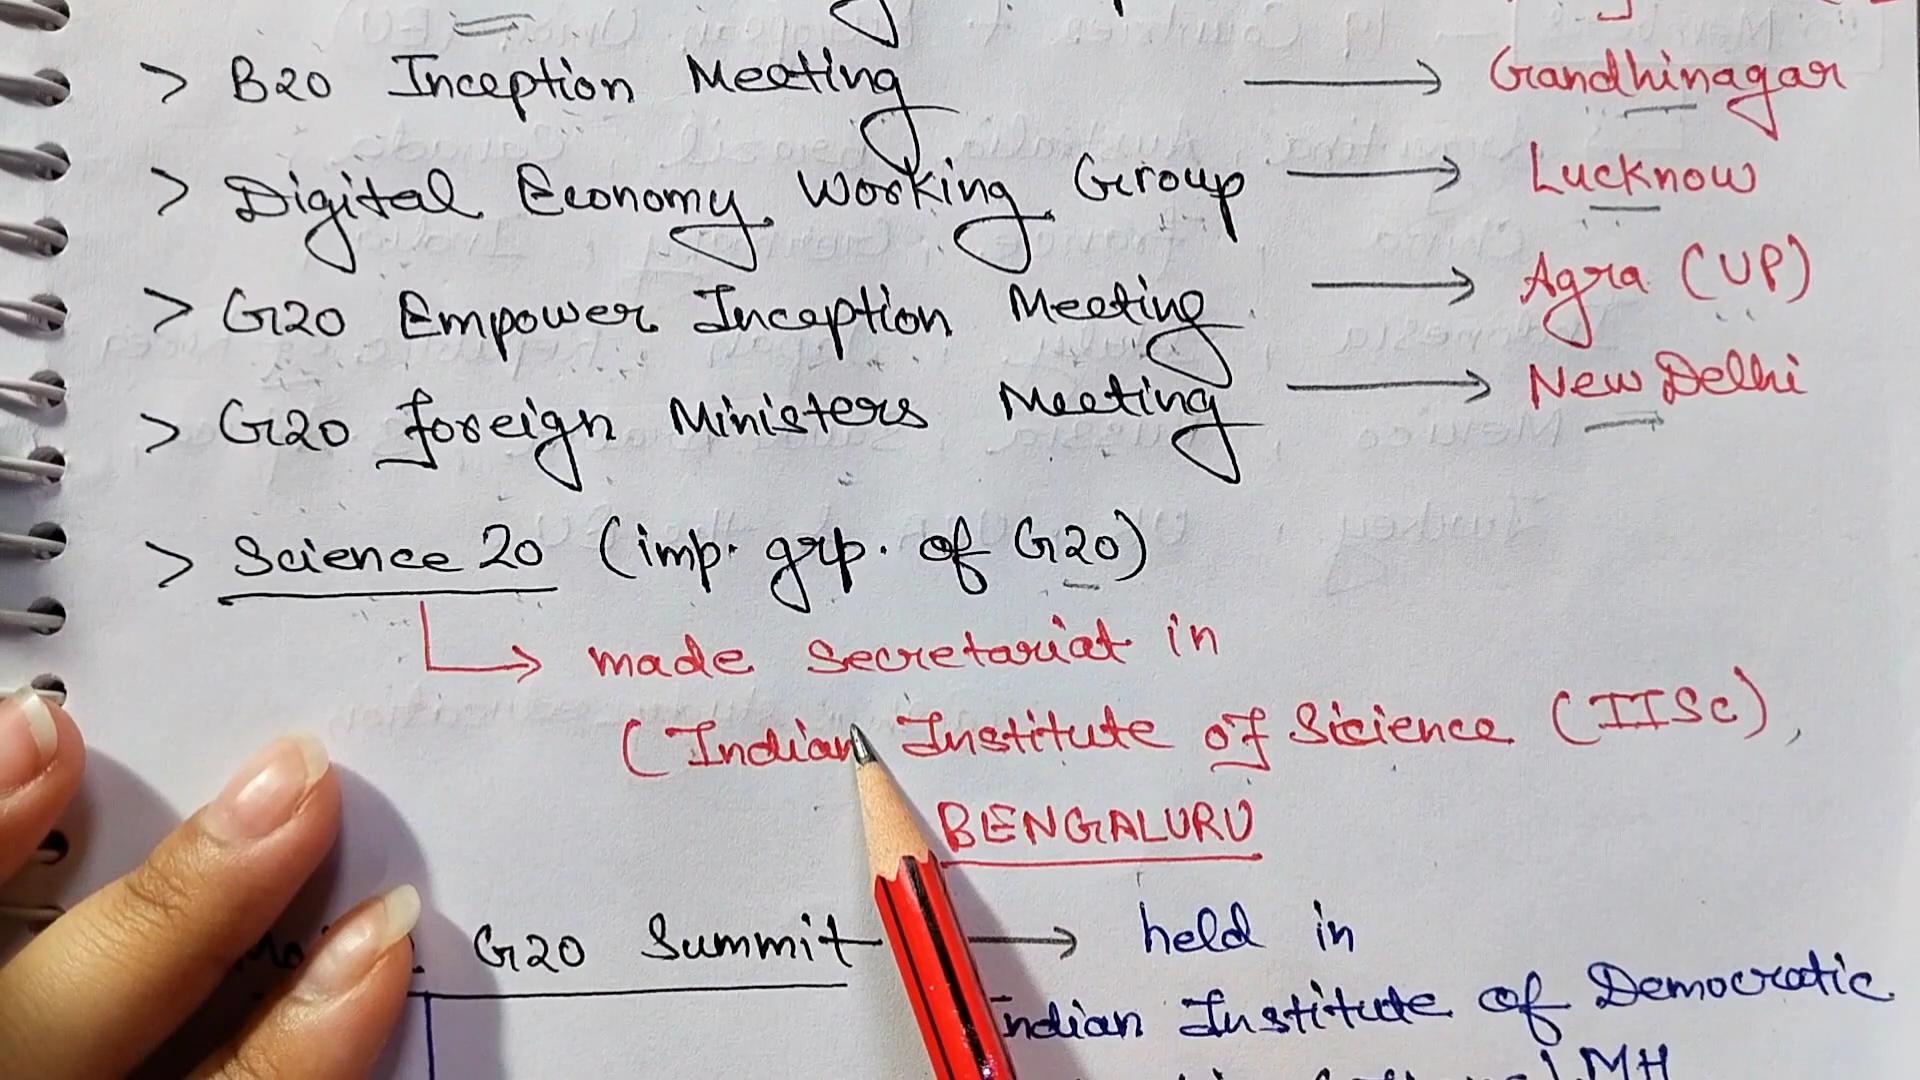 > B20 Inception Meeting → Gandhinagar
> Digital Economy Working Group → Lucknow
> G20 Empower Inception Meeting → Agra (UP)
> G20 foreign Ministers Meeting → New Delhi
> Science 20 (imp. grp. of G20)
→ made secretariat in
(Indian Institute of Sicience (IISc),
BENGALURU
G20 Summit → held in
Indian Institute of Democratic
MH